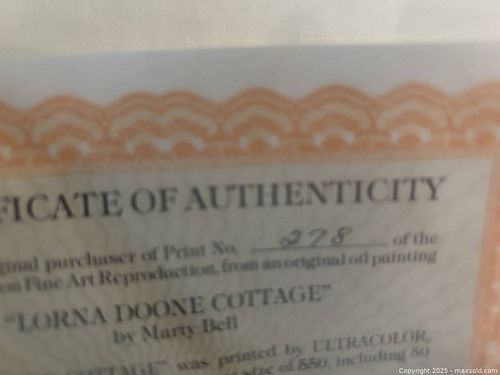 FICATE OF AUTHENTICITY
ginal purchaser of Print No. 278 of the
on Fine Art Reproduction, from an original oil painting
"LORNA DOONE COTTAGE"
by Marty Bell
COTTAGE" was printed by ULTRACOLOR,
size of 550, including 50
Copyright © 2025 - maxsold.com